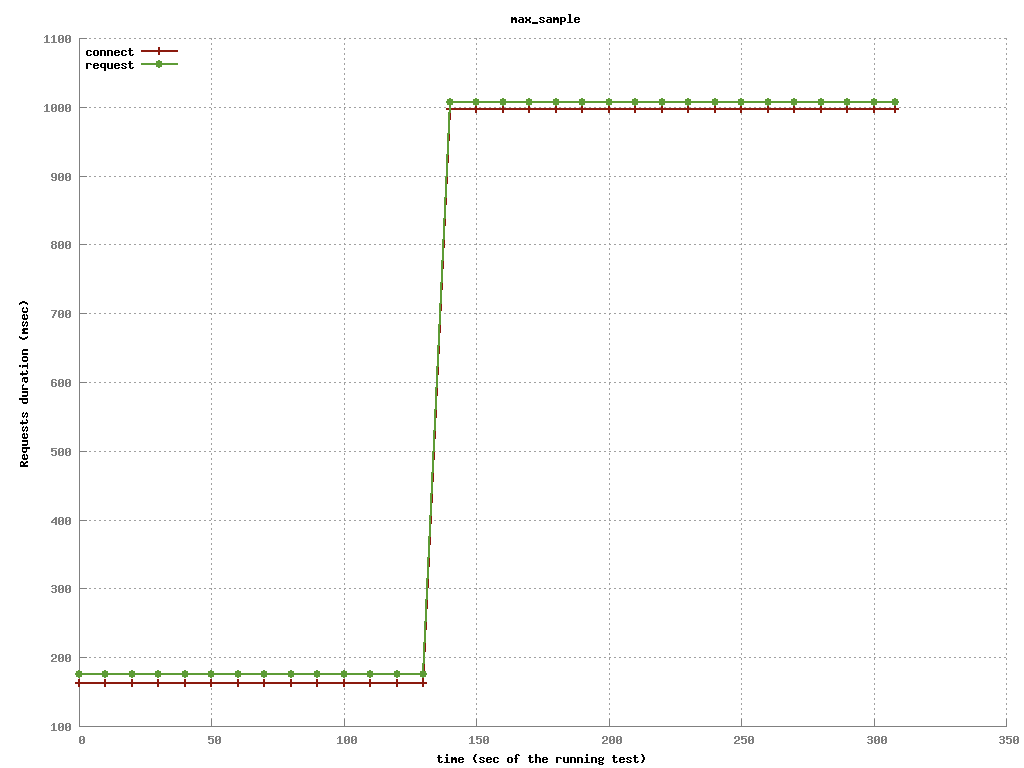 max_sample
connect
request
1100
1000
900
800
700
600
500
400
300
200
100
Requests duration (msec)
0 50 100 150 200 250 300 350
time (sec of the running test)